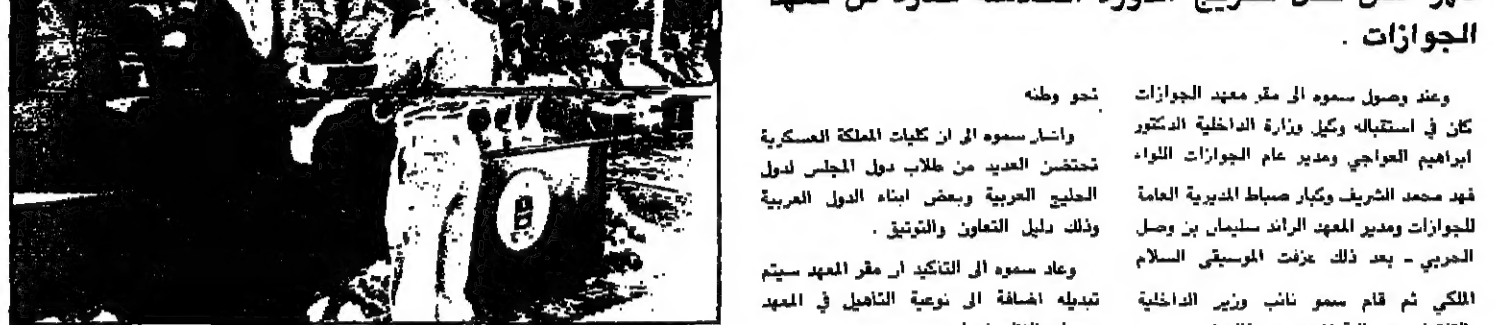 الجوازات .
وعند وصول سموه الى مقر معهد الجوازات
كان في استقباله وكيل وزارة الداخلية الدكتور
ابراهيم العواجي ومدير عام الجوازات اللواء
فهد محمد الشريف وكبار ضباط المديرية العامة
للجوازات ومدير المعهد الرائد سليمان بن وصل
الحربي - بعد ذلك عزفت الموسيقى السلام
الملكي ثم قام سمو نائب وزير الداخلية
نحو وطنه
واشار سموه الى ان كليات المملكة العسكرية
تحتضن العديد من طلاب دول المجلس لدول
الخليج العربية وبعض ابناء الدول العربية
وذلك دليل التعاون والتوثيق .
وعاد سموه الى التاكيد ان مقر المعهد سيتم
تبديله اضافة الى نوعية التاهيل في المعهد